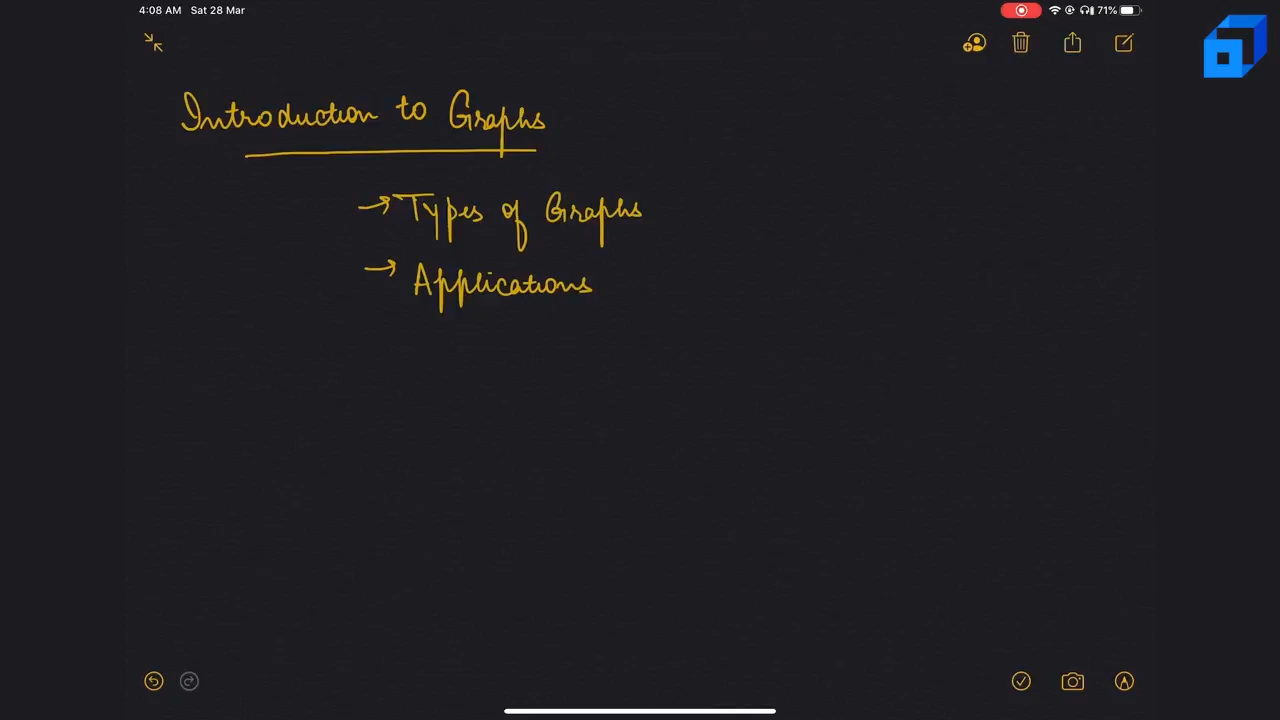 4:08 AM Sat 28 Mar
71%
Introduction to Graphs
→ Types of Graphs
→ Applications